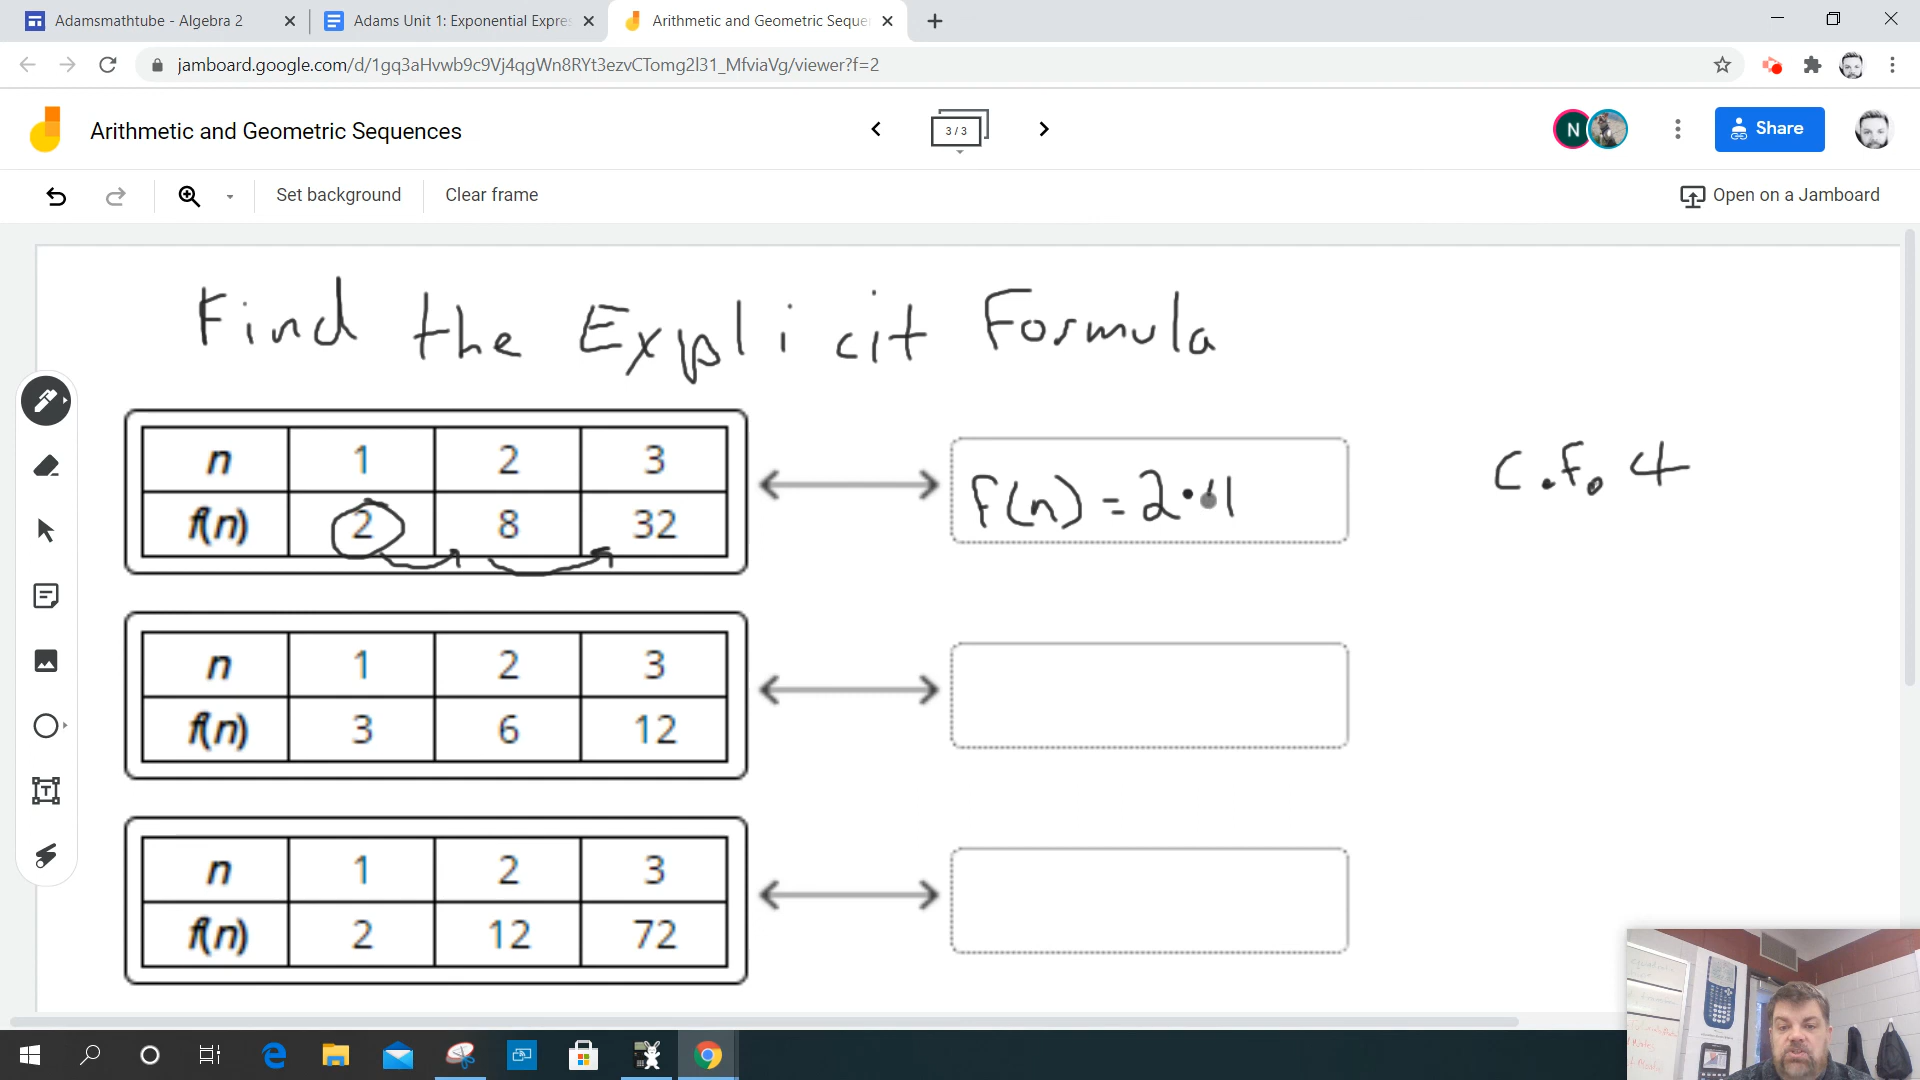 Adamsmathtube - Algebra 2
Adams Unit 1: Exponential Expre
Arithmetic and Geometric Seque
jamboard.google.com/d/1gq3aHvwb9c9Vj4qgWn8RYt3ezvCTomg2l31_MfviaVg/viewer?f=2
Arithmetic and Geometric Sequences
3 / 3
N
Share
Set background
Clear frame
Open on a Jamboard
Find the Explicit Formula
n 1 2 3
f(n) 2 8 32
f(n) = 2 •
C.F. 4
n 1 2 3
f(n) 3 6 12
n 1 2 3
f(n) 2 12 72